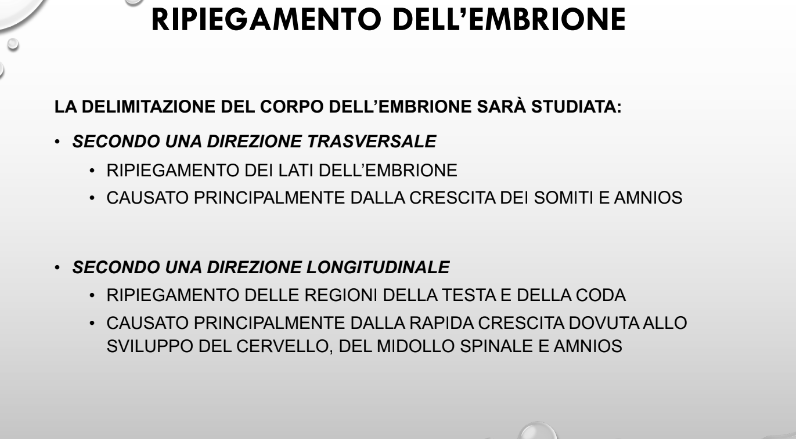 RIPIEGAMENTO DELL’EMBRIONE
LA DELIMITAZIONE DEL CORPO DELL’EMBRIONE SARÀ STUDIATA:
• SECONDO UNA DIREZIONE TRASVERSALE
• RIPIEGAMENTO DEI LATI DELL’EMBRIONE
• CAUSATO PRINCIPALMENTE DALLA CRESCITA DEI SOMITI E AMNIOS
• SECONDO UNA DIREZIONE LONGITUDINALE
• RIPIEGAMENTO DELLE REGIONI DELLA TESTA E DELLA CODA
• CAUSATO PRINCIPALMENTE DALLA RAPIDA CRESCITA DOVUTA ALLO
SVILUPPO DEL CERVELLO, DEL MIDOLLO SPINALE E AMNIOS